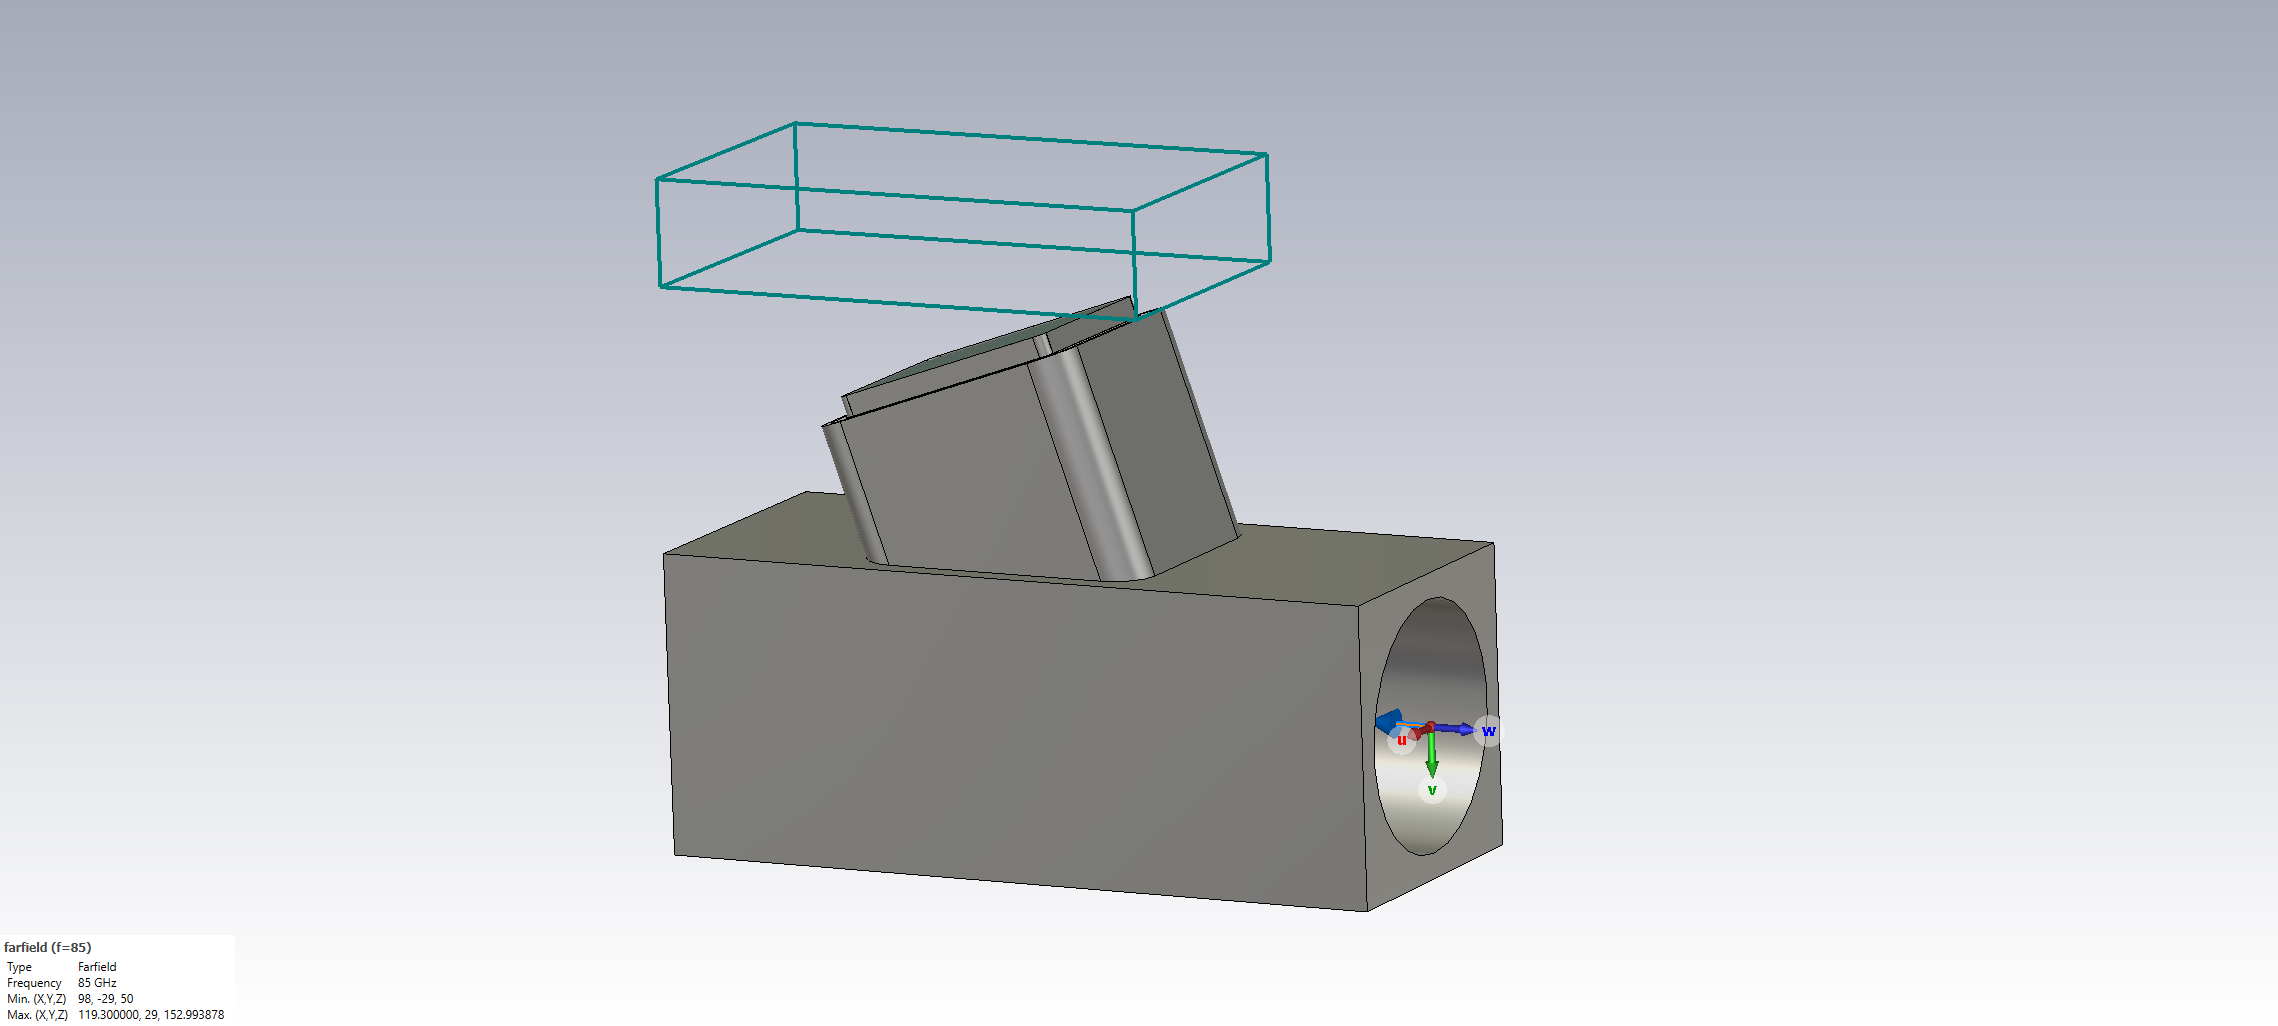 u
w
v
farfield (f=85)
Type Farfield
Frequency 85 GHz
Min. (X,Y,Z) 98, -29, 50
Max. (X,Y,Z) 119.300000, 29, 152.993878